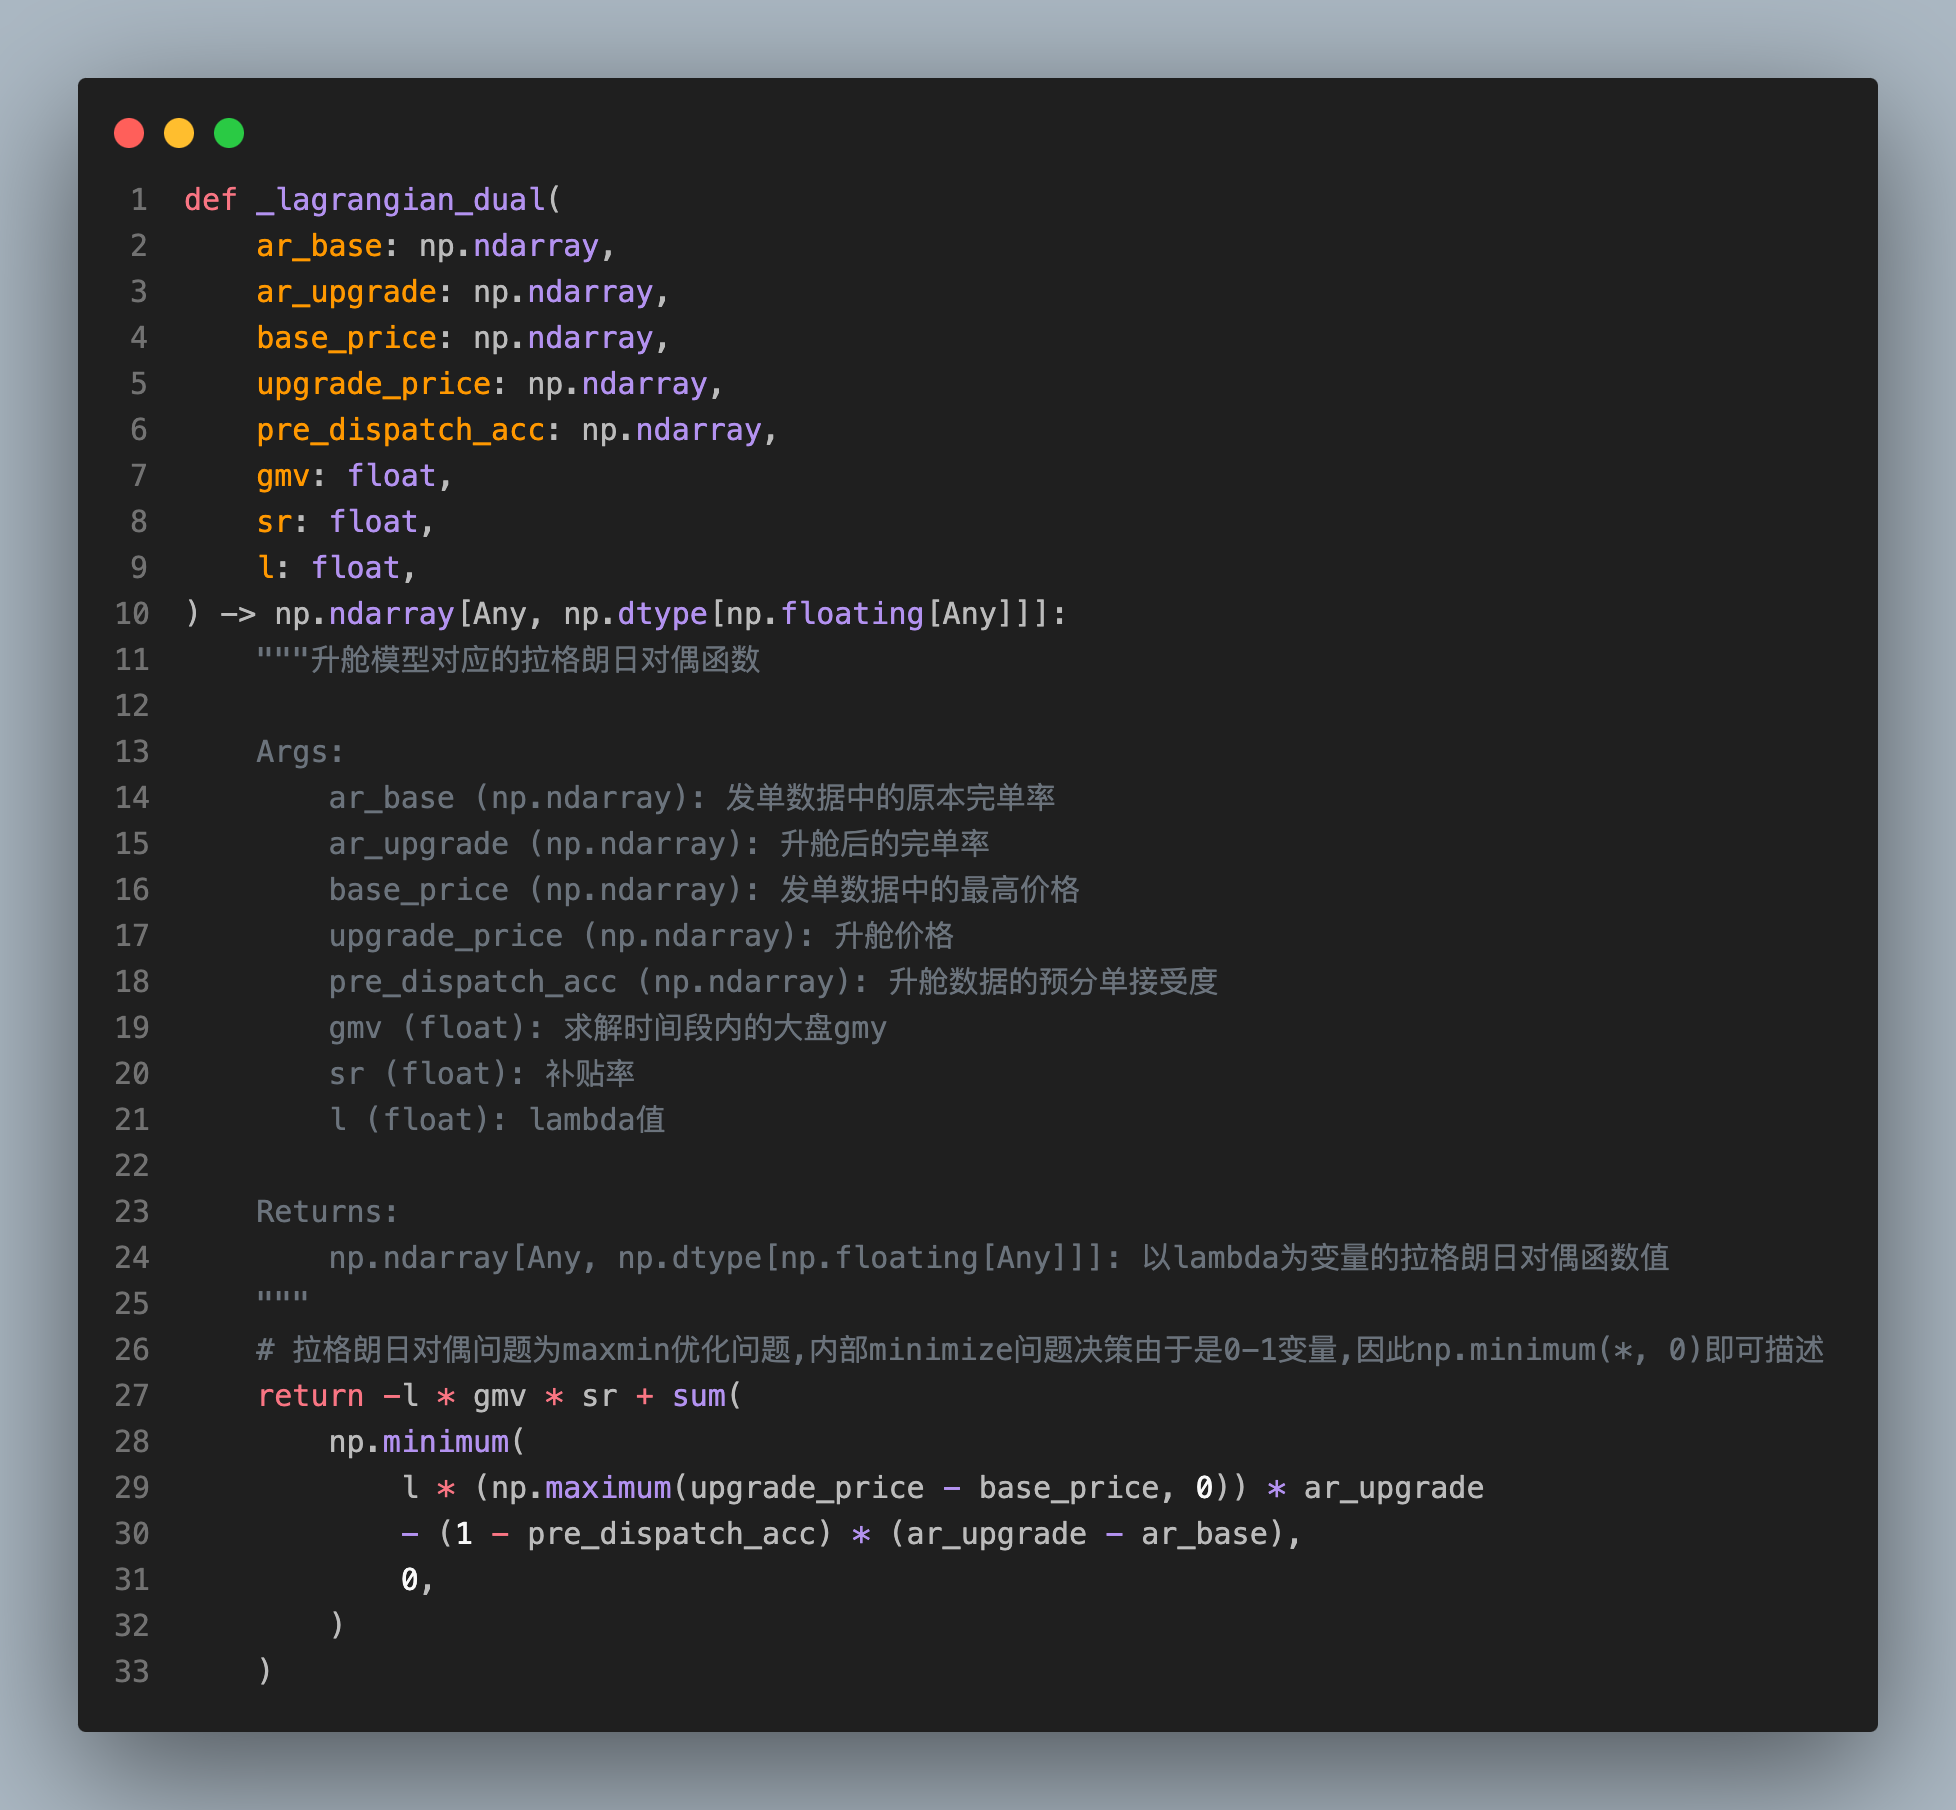 1 def _lagrangian_dual(
2     ar_base: np.ndarray,
3     ar_upgrade: np.ndarray,
4     base_price: np.ndarray,
5     upgrade_price: np.ndarray,
6     pre_dispatch_acc: np.ndarray,
7     gmv: float,
8     sr: float,
9     l: float,
10 ) -> np.ndarray[Any, np.dtype[np.floating[Any]]]:
11     """升舱模型对应的拉格朗日对偶函数
12
13     Args:
14         ar_base (np.ndarray): 发单数据中的原本完单率
15         ar_upgrade (np.ndarray): 升舱后的完单率
16         base_price (np.ndarray): 发单数据中的最高价格
17         upgrade_price (np.ndarray): 升舱价格
18         pre_dispatch_acc (np.ndarray): 升舱数据的预分单接受度
19         gmv (float): 求解时间段内的大盘gmy
20         sr (float): 补贴率
21         l (float): lambda值
22
23     Returns:
24         np.ndarray[Any, np.dtype[np.floating[Any]]]: 以lambda为变量的拉格朗日对偶函数值
25     """
26     # 拉格朗日对偶问题为maxmin优化问题,内部minimize问题决策由于是0-1变量,因此np.minimum(*, 0)即可描述
27     return -l * gmv * sr + sum(
28         np.minimum(
29             l * (np.maximum(upgrade_price - base_price, 0)) * ar_upgrade
30             - (1 - pre_dispatch_acc) * (ar_upgrade - ar_base),
31             0,
32         )
33     )